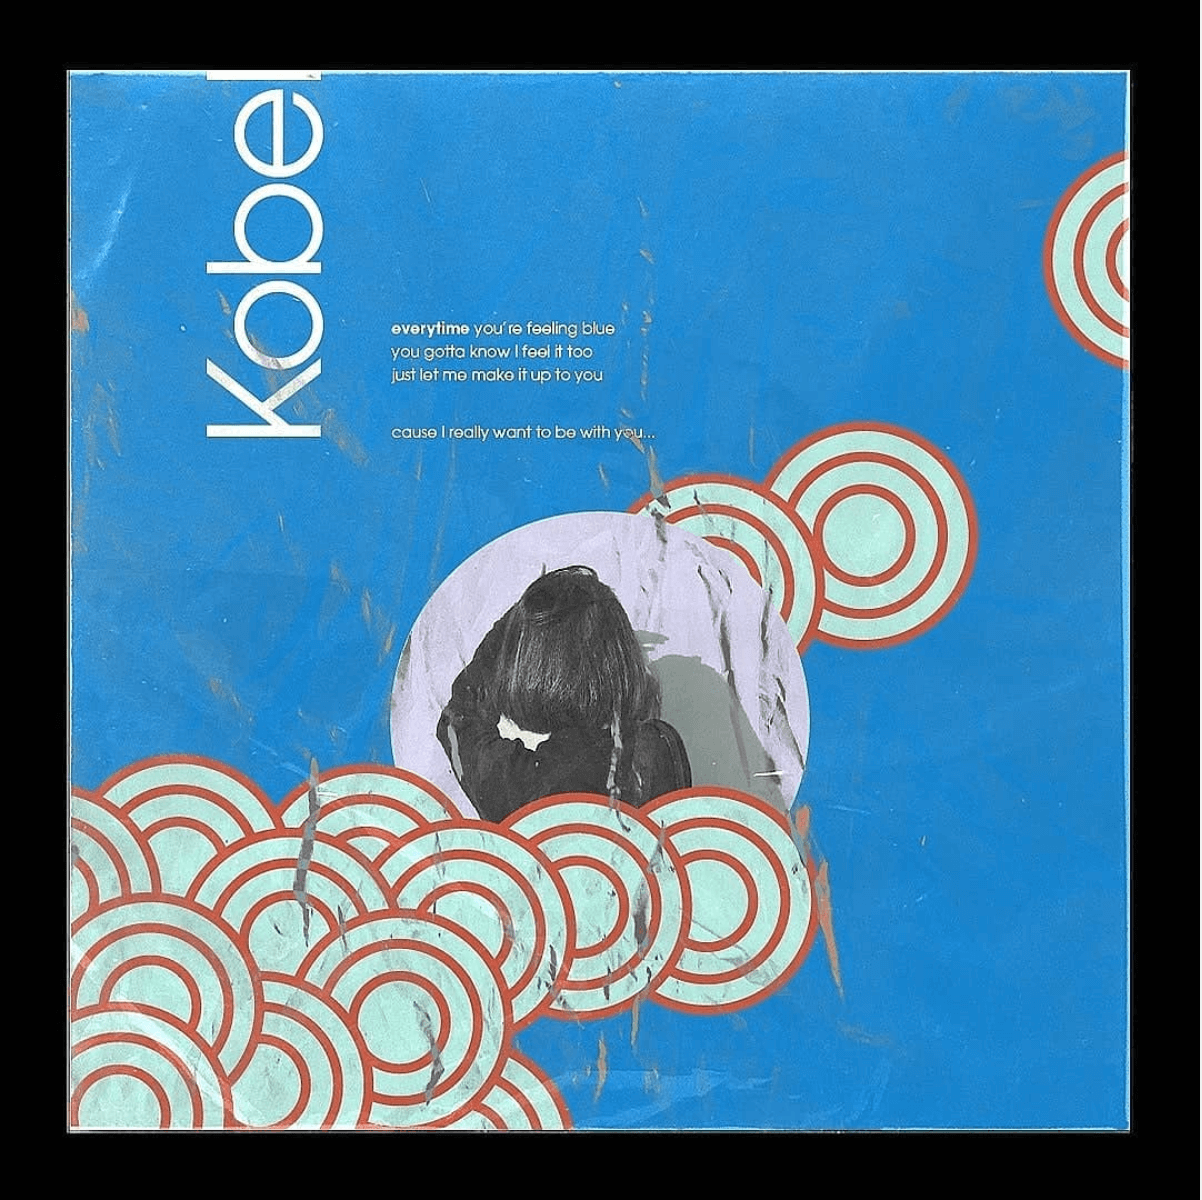 Kobe
everytime you're feeling blue
you gotta know I feel it too
just let me make it up to you
cause I really want to be with you...